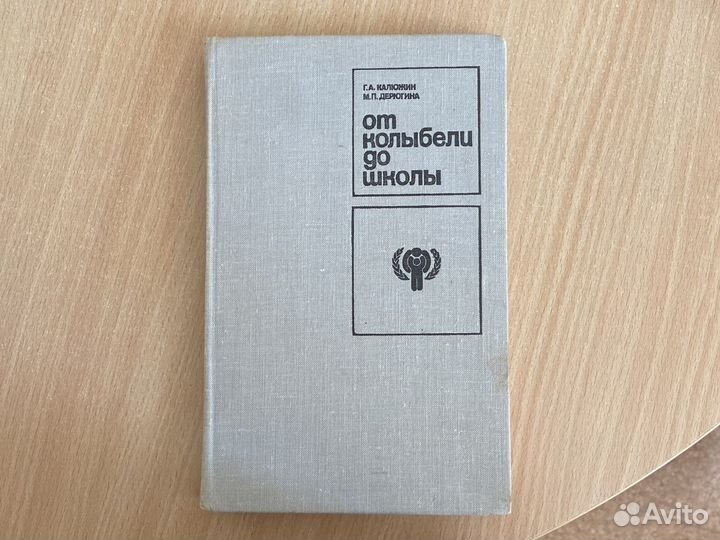 Г.А. КАЛЮЖИН
М.П. ДЕРЮГИНА
от
колыбели
до
школы
Avito